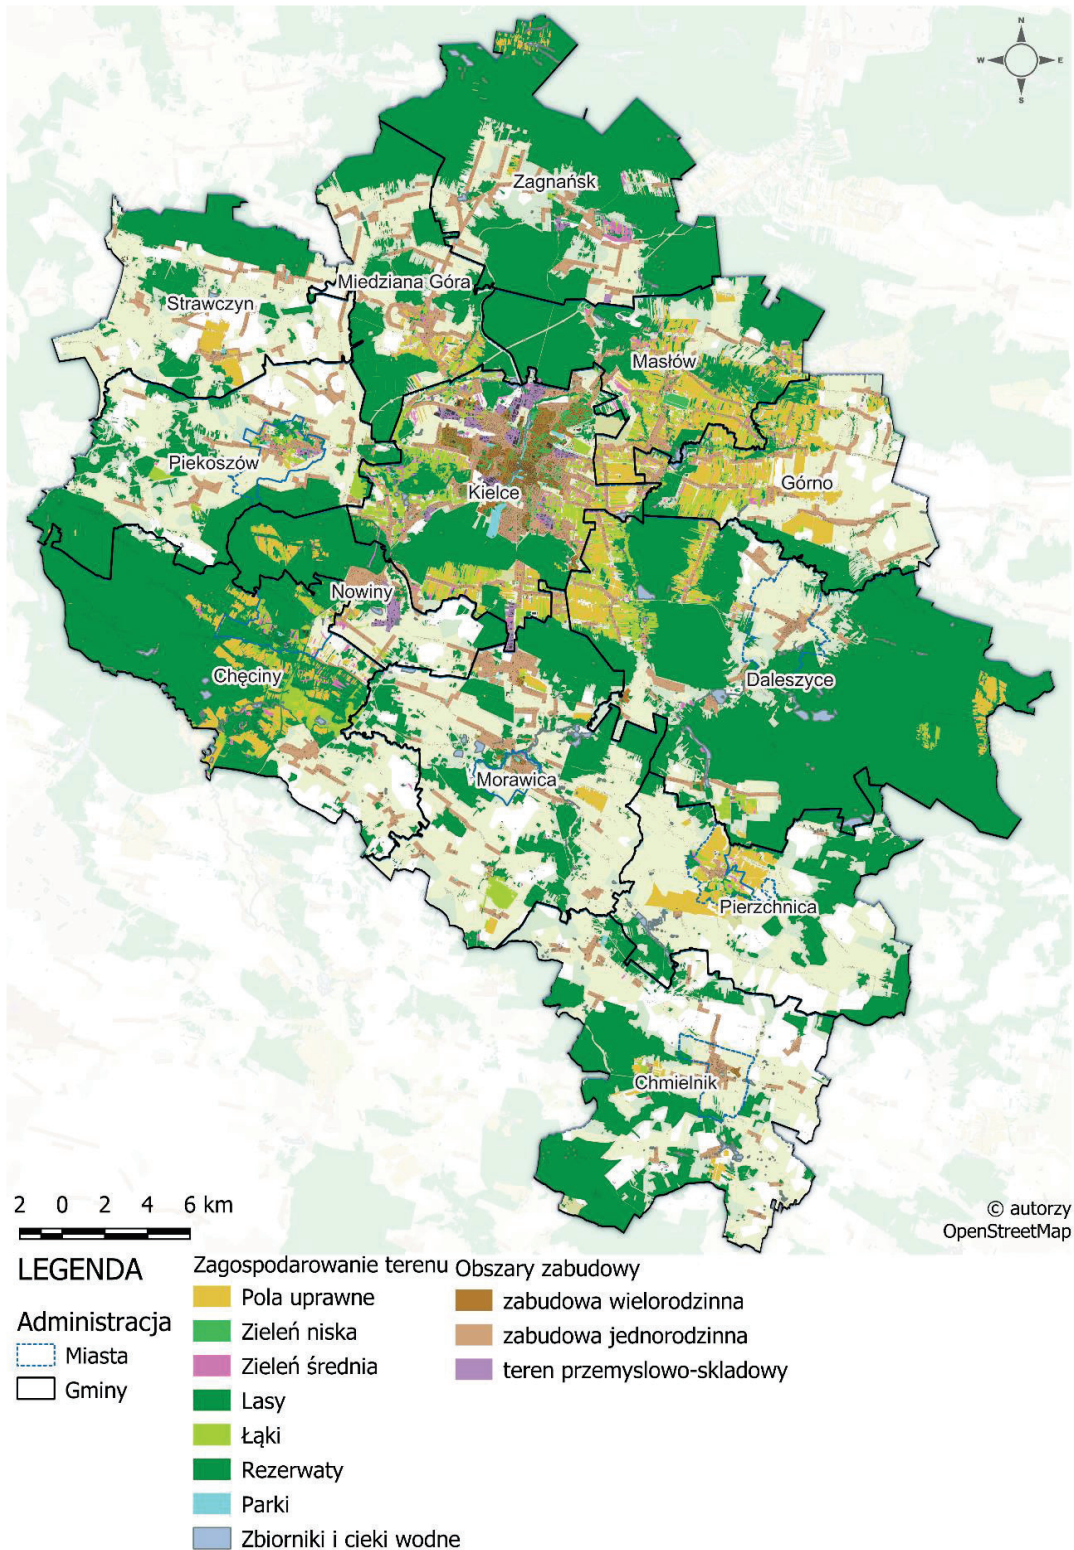 N
W
E
S
Zagnańsk
Miedziana Góra
Strawczyn
Masłów
Piekoszów
Kielce
Górno
Nowiny
Chęciny
Daleszyce
Morawica
Pierzchnica
Chmielnik
2 0 2 4 6 km
© autorzy
OpenStreetMap
LEGENDA
Administracja
Miasta
Gminy
Zagospodarowanie terenu
Pola uprawne
Zieleń niska
Zieleń średnia
Lasy
Łąki
Rezerwaty
Parki
Zbiorniki i cieki wodne
Obszary zabudowy
zabudowa wielorodzinna
zabudowa jednorodzinna
teren przemyslowo-skladowy